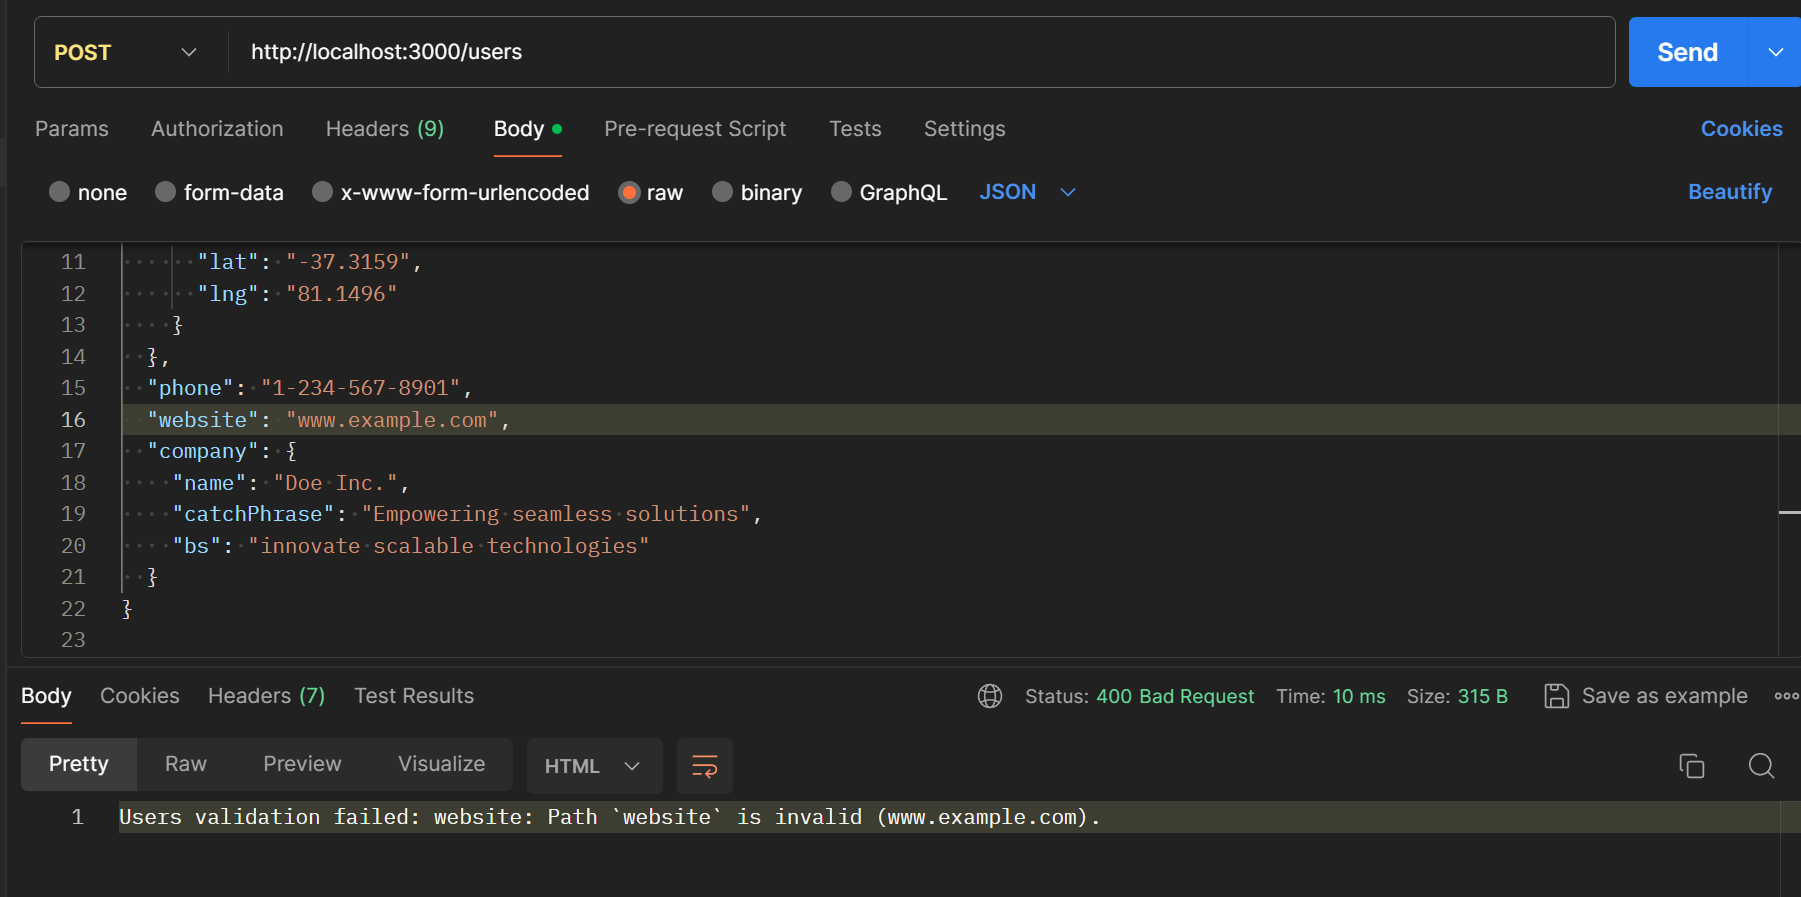 POST http://localhost:3000/users Send
Params Authorization Headers (9) Body Pre-request Script Tests Settings Cookies
none form-data x-www-form-urlencoded raw binary GraphQL JSON Beautify
11 "lat": "-37.3159",
12 "lng": "81.1496"
13 }
14 },
15 "phone": "1-234-567-8901",
16 "website": "www.example.com",
17 "company": {
18 "name": "Doe Inc.",
19 "catchPhrase": "Empowering seamless solutions",
20 "bs": "innovate scalable technologies"
21 }
22 }
23
Body Cookies Headers (7) Test Results Status: 400 Bad Request Time: 10 ms Size: 315 B Save as example
Pretty Raw Preview Visualize HTML
1 Users validation failed: website: Path `website` is invalid (www.example.com).